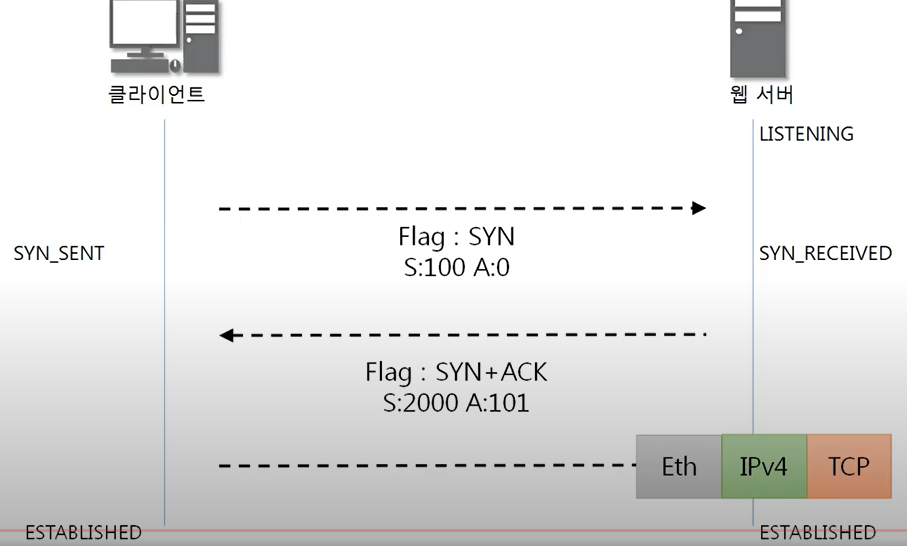 클라이언트
웹 서버
LISTENING
Flag : SYN
S:100 A:0
SYN_SENT
SYN_RECEIVED
Flag : SYN+ACK
S:2000 A:101
Eth
IPv4
TCP
ESTABLISHED
ESTABLISHED